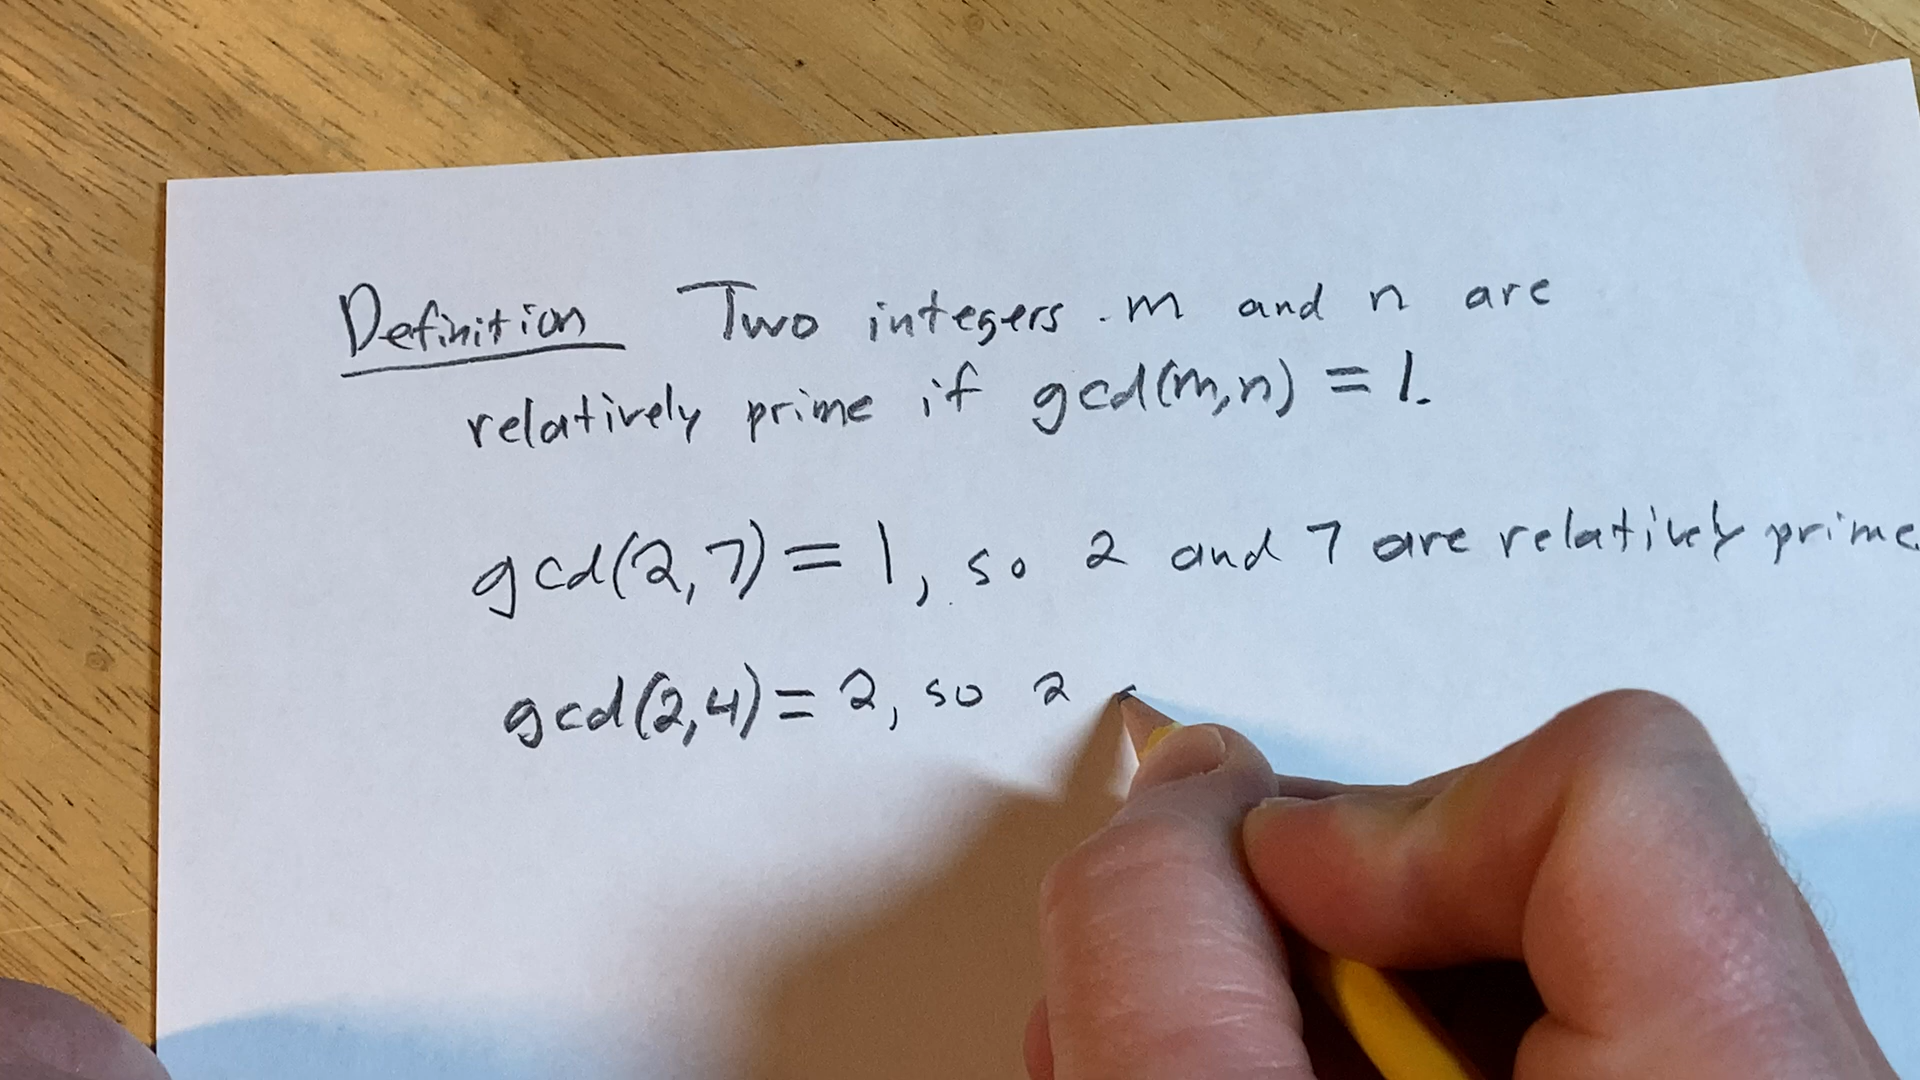 Definition Two integers m and n are
relatively prime if gcd(m,n) = 1.
gcd(2,7) = 1, so 2 and 7 are relatively prime.
gcd(2,4) = 2, so 2